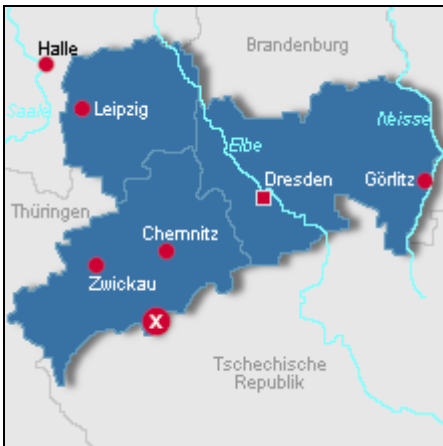 Halle
Brandenburg
Saale
Leipzig
Neisse
Elbe
Dresden
Görlitz
Thüringen
Chemnitz
Zwickau
X
Tschechische
Republik